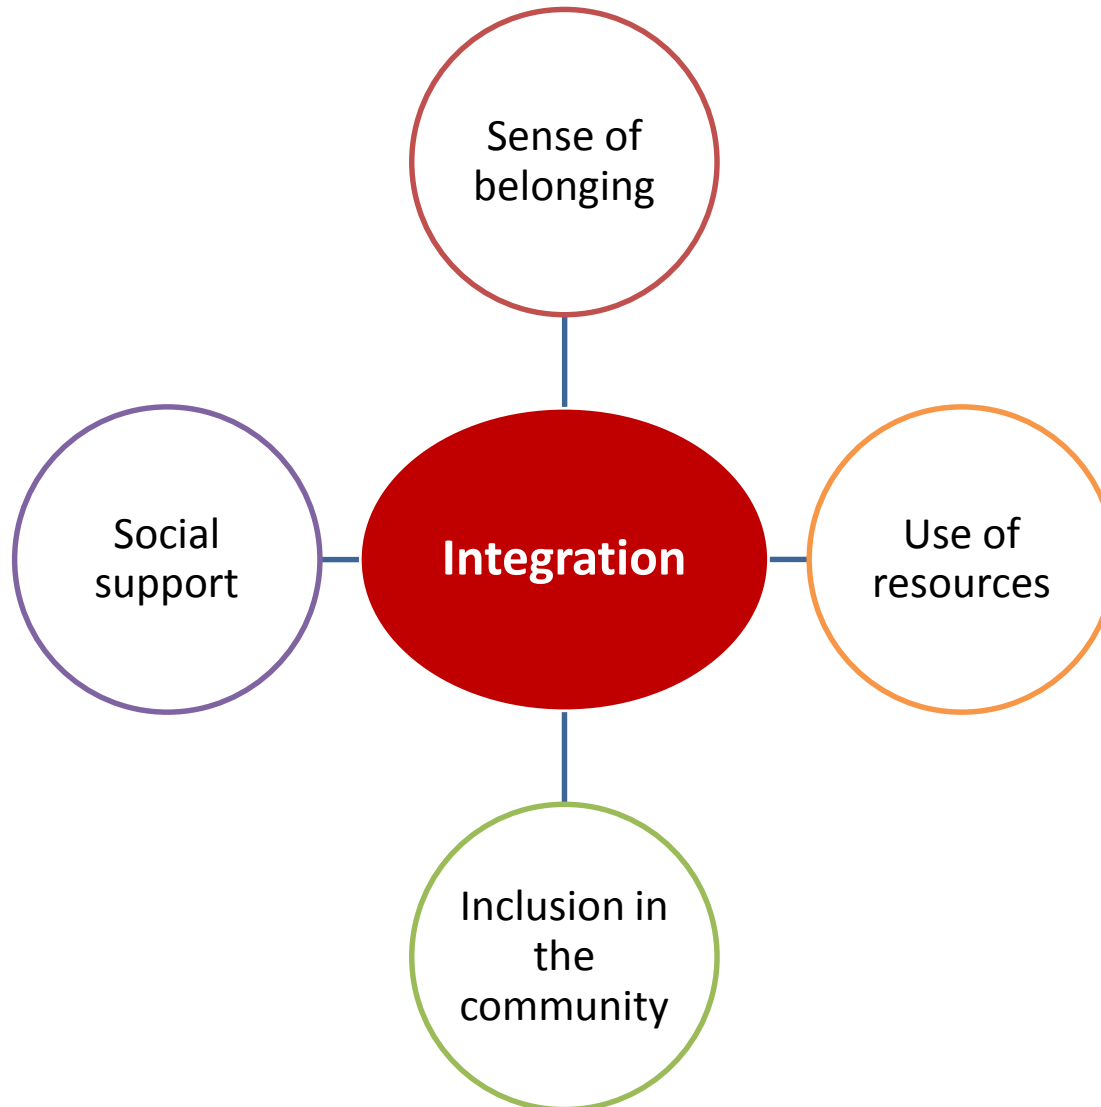 Sense of
belonging
Social
support
Integration
Use of
resources
Inclusion in
the
community